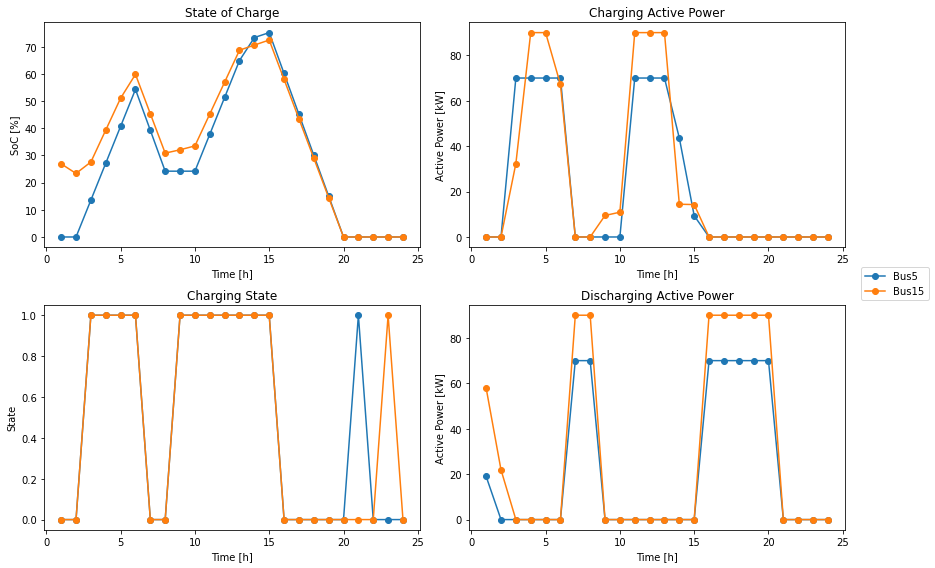 State of Charge
SoC [%]
70
60
50
40
30
20
10
0
0 5 10 15 20 25
Time [h]
Charging Active Power
Active Power [kW]
80
60
40
20
0
0 5 10 15 20 25
Time [h]
Bus5
Bus15
Charging State
State
1.0
0.8
0.6
0.4
0.2
0.0
0 5 10 15 20 25
Time [h]
Discharging Active Power
Active Power [kW]
80
60
40
20
0
0 5 10 15 20 25
Time [h]